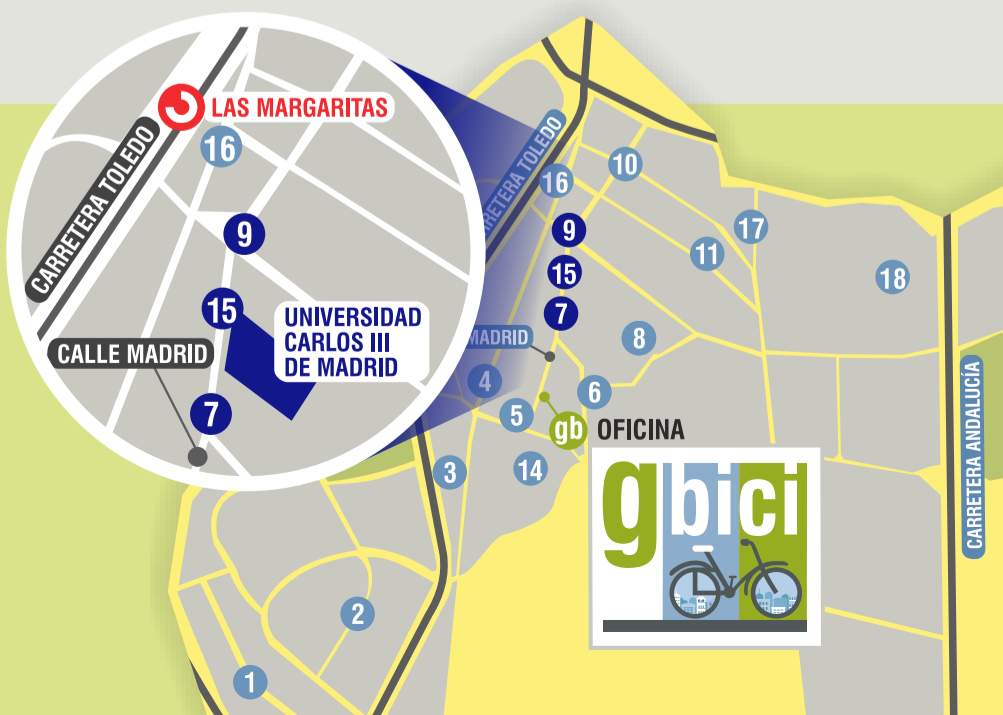 LAS MARGARITAS
16
CARRETERA TOLEDO
9
15
UNIVERSIDAD
CARLOS III
DE MADRID
CALLE MADRID
7
CARRETERA TOLEDO
10
16
9
17
11
15
18
7
MADRID
8
4
6
5
gb OFICINA
3
14
gbici
CARRETERA ANDALUCÍA
2
1